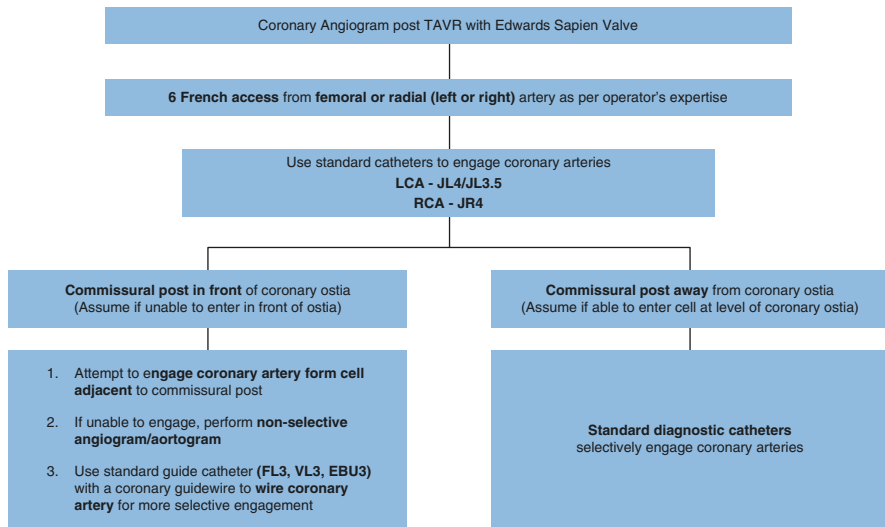 Coronary Angiogram post TAVR with Edwards Sapien Valve
6 French access from femoral or radial (left or right) artery as per operator's expertise
Use standard catheters to engage coronary arteries
LCA - JL4/JL3.5
RCA - JR4
Commissural post in front of coronary ostia
(Assume if unable to enter in front of ostia)
Commissural post away from coronary ostia
(Assume if able to enter cell at level of coronary ostia)
1. Attempt to engage coronary artery form cell
adjacent to commissural post
2. If unable to engage, perform non-selective
angiogram/aortogram
3. Use standard guide catheter (FL3, VL3, EBU3)
with a coronary guidewire to wire coronary
artery for more selective engagement
Standard diagnostic catheters
selectively engage coronary arteries